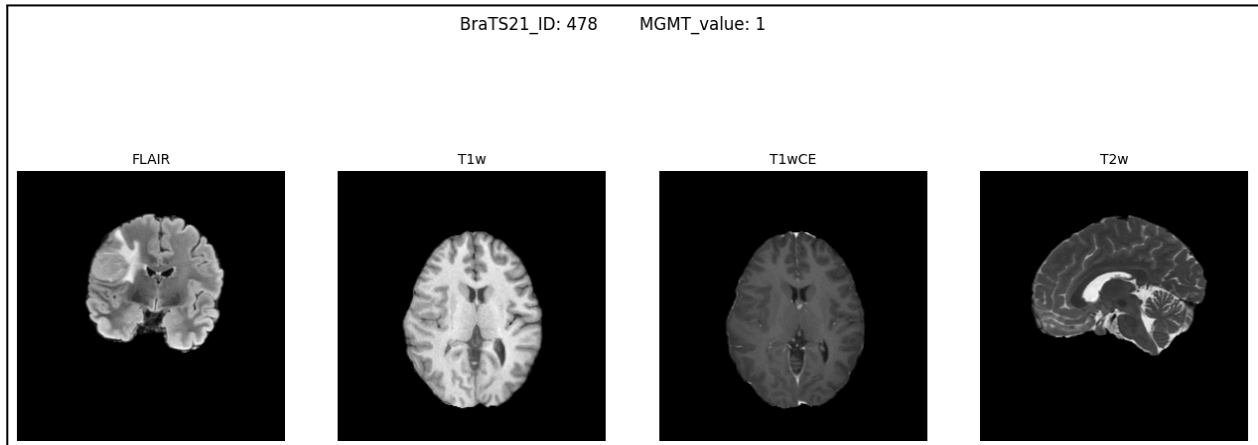 BraTS21_ID: 478 MGMT_value: 1
FLAIR
T1w
T1wCE
T2w